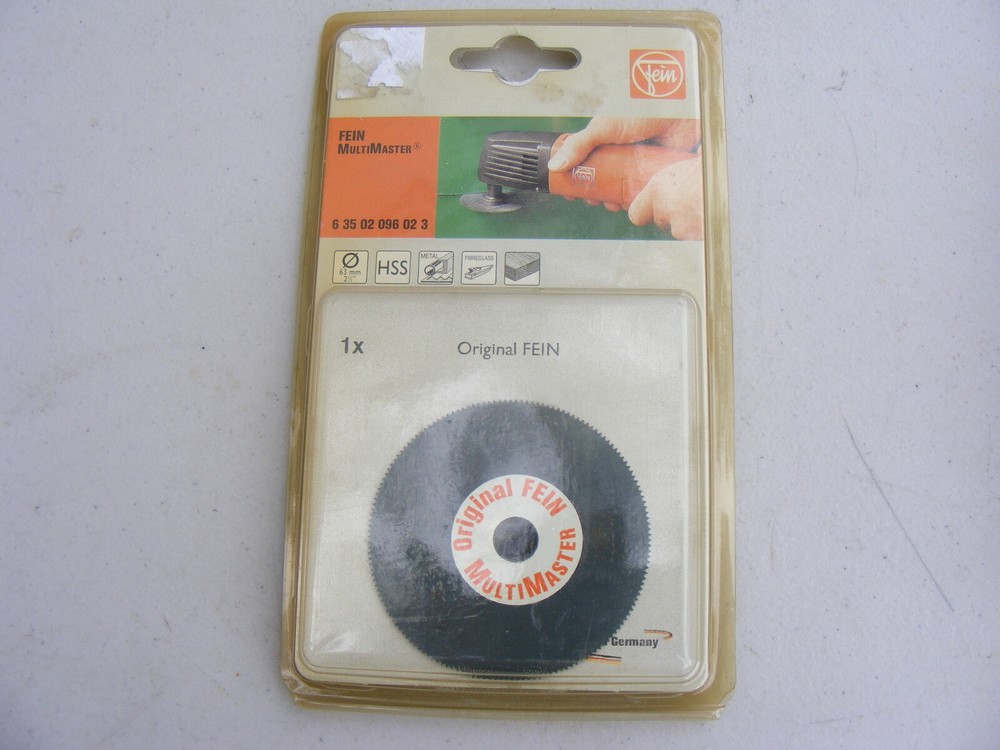 Fein
FEIN
MULTIMASTER®
6 35 02 096 02 3
63 mm
HSS
METAL
FIBREGLASS
1x
Original FEIN
Original FEIN
MULTIMASTER
Germany